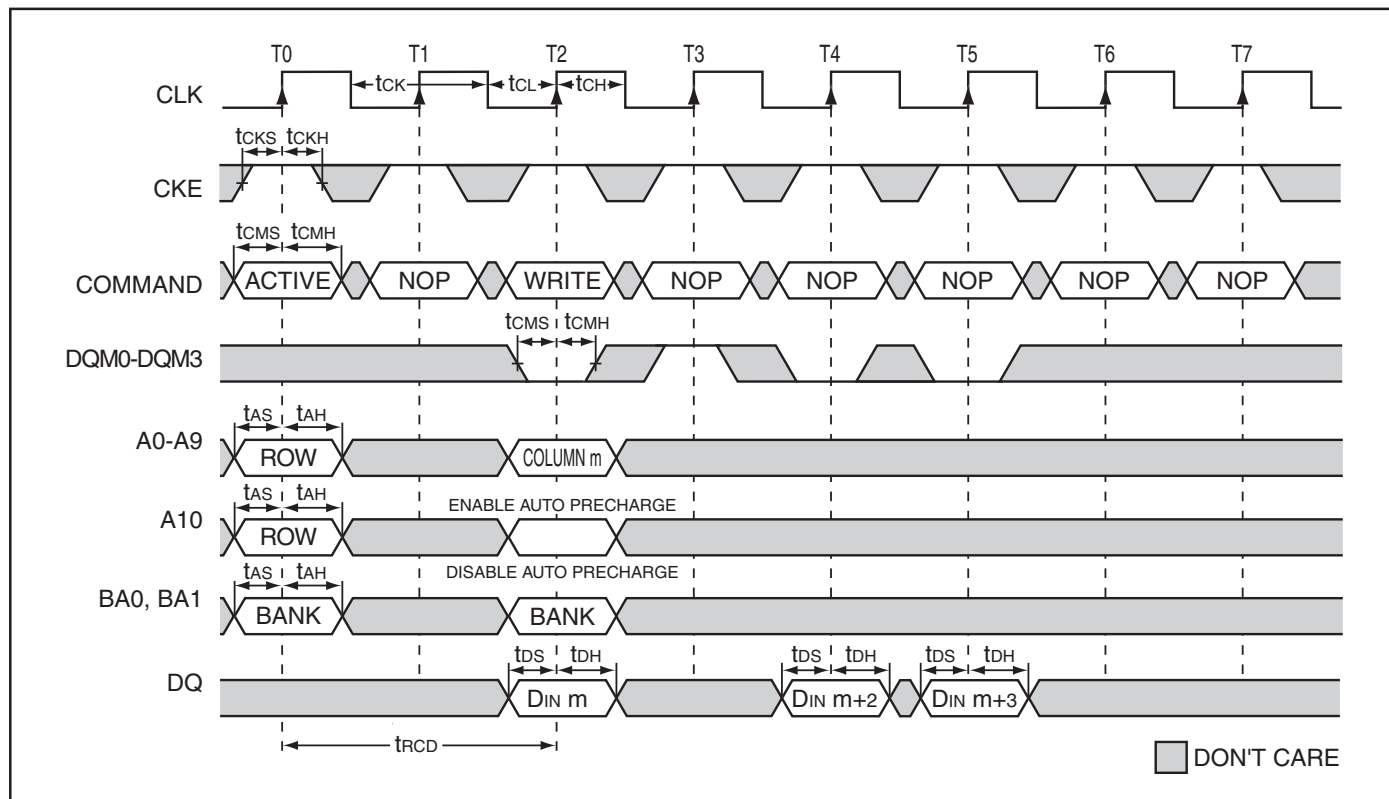 T0 T1 T2 T3 T4 T5 T6 T7
CLK tCK tCL tCH
tCKS tCKH
CKE
tCMS tCMH
COMMAND ACTIVE NOP WRITE NOP NOP NOP NOP NOP
tCMS tCMH
DQM0-DQM3
tAS tAH
A0-A9 ROW COLUMN m
tAS tAH ENABLE AUTO PRECHARGE
A10 ROW
tAS tAH DISABLE AUTO PRECHARGE
BA0, BA1 BANK BANK
tDS tDH tDS tDH tDS tDH
DQ DIN m DIN m+2 DIN m+3
tRCD
DON'T CARE